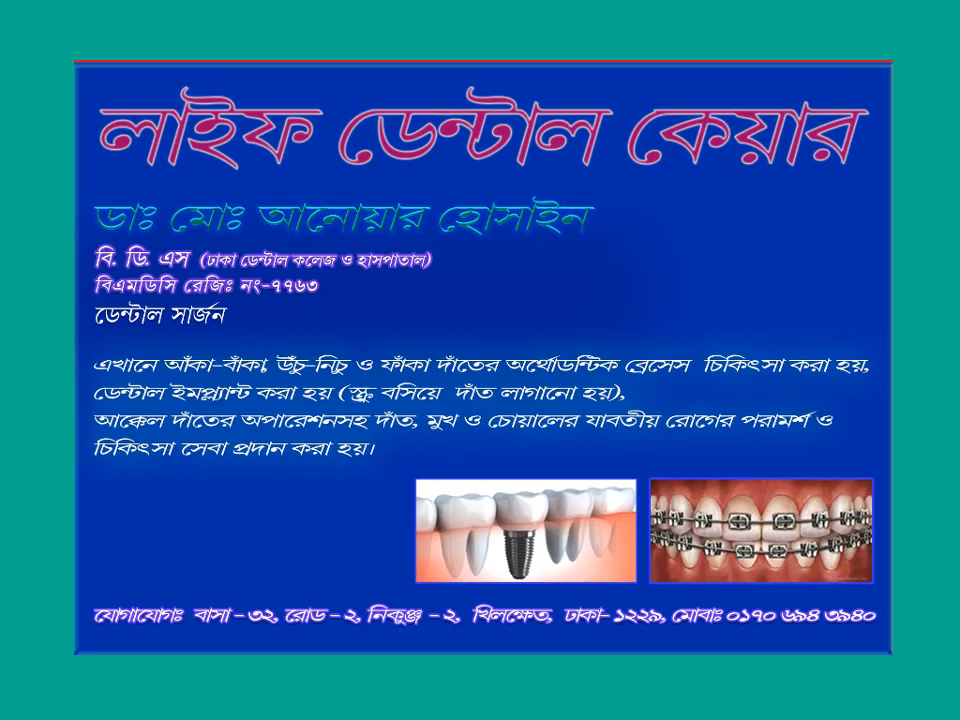 লাইফ ডেন্টাল কেয়ার
ডাঃ মোঃ আনোয়ার হোসাইন
বি. ডি. এস (ঢাকা ডেন্টাল কলেজ ও হাসপাতাল)
বিএমডিসি রেজিঃ নং-৭৭৬৩
ডেন্টাল সার্জন
এখানে আঁকা-বাঁকা, উঁচু-নিচু ও ফাঁকা দাঁতের অর্থোডন্টিক ব্রেসেস চিকিৎসা করা হয়,
ডেন্টাল ইমপ্ল্যান্ট করা হয় (স্ক্রু বসিয়ে দাঁত লাগানো হয়),
আক্কেল দাঁতের অপারেশনসহ দাঁত, মুখ ও চোয়ালের যাবতীয় রোগের পরামর্শ ও
চিকিৎসা সেবা প্রদান করা হয়।
যোগাযোগঃ বাসা - ৩২, রোড - ২, নিকুঞ্জ - ২, খিলক্ষেত, ঢাকা- ১২২৯, মোবাঃ ০১৭০ ৬৯৪ ৩৯৪০